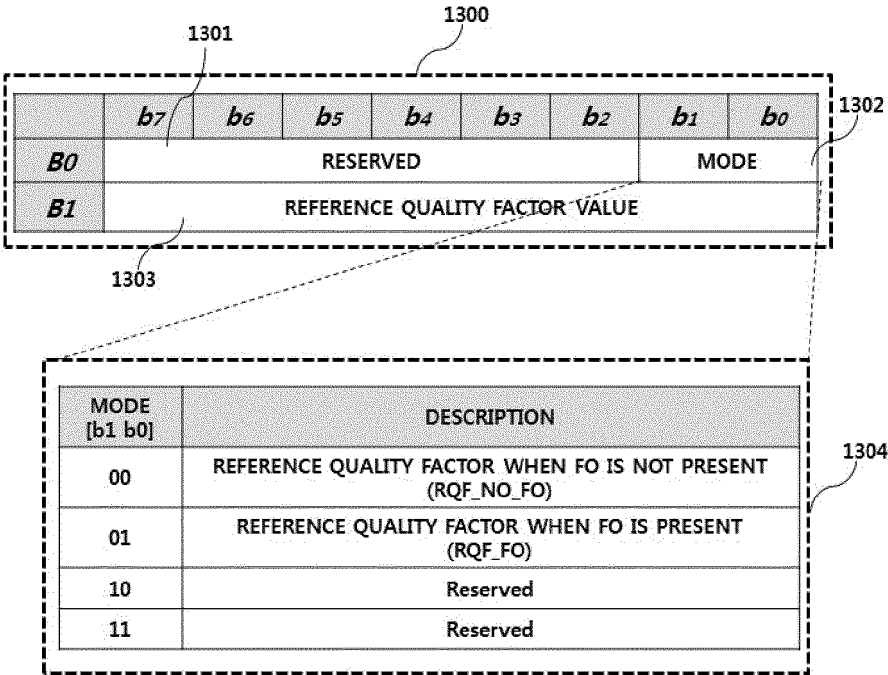 1300
1301
b7 b6 b5 b4 b3 b2 b1 b0
1302
B0 RESERVED MODE
B1 REFERENCE QUALITY FACTOR VALUE
1303
MODE
[b1 b0]
DESCRIPTION
1304
00 REFERENCE QUALITY FACTOR WHEN FO IS NOT PRESENT
(RQF_NO_FO)
01 REFERENCE QUALITY FACTOR WHEN FO IS PRESENT
(RQF_FO)
10 Reserved
11 Reserved